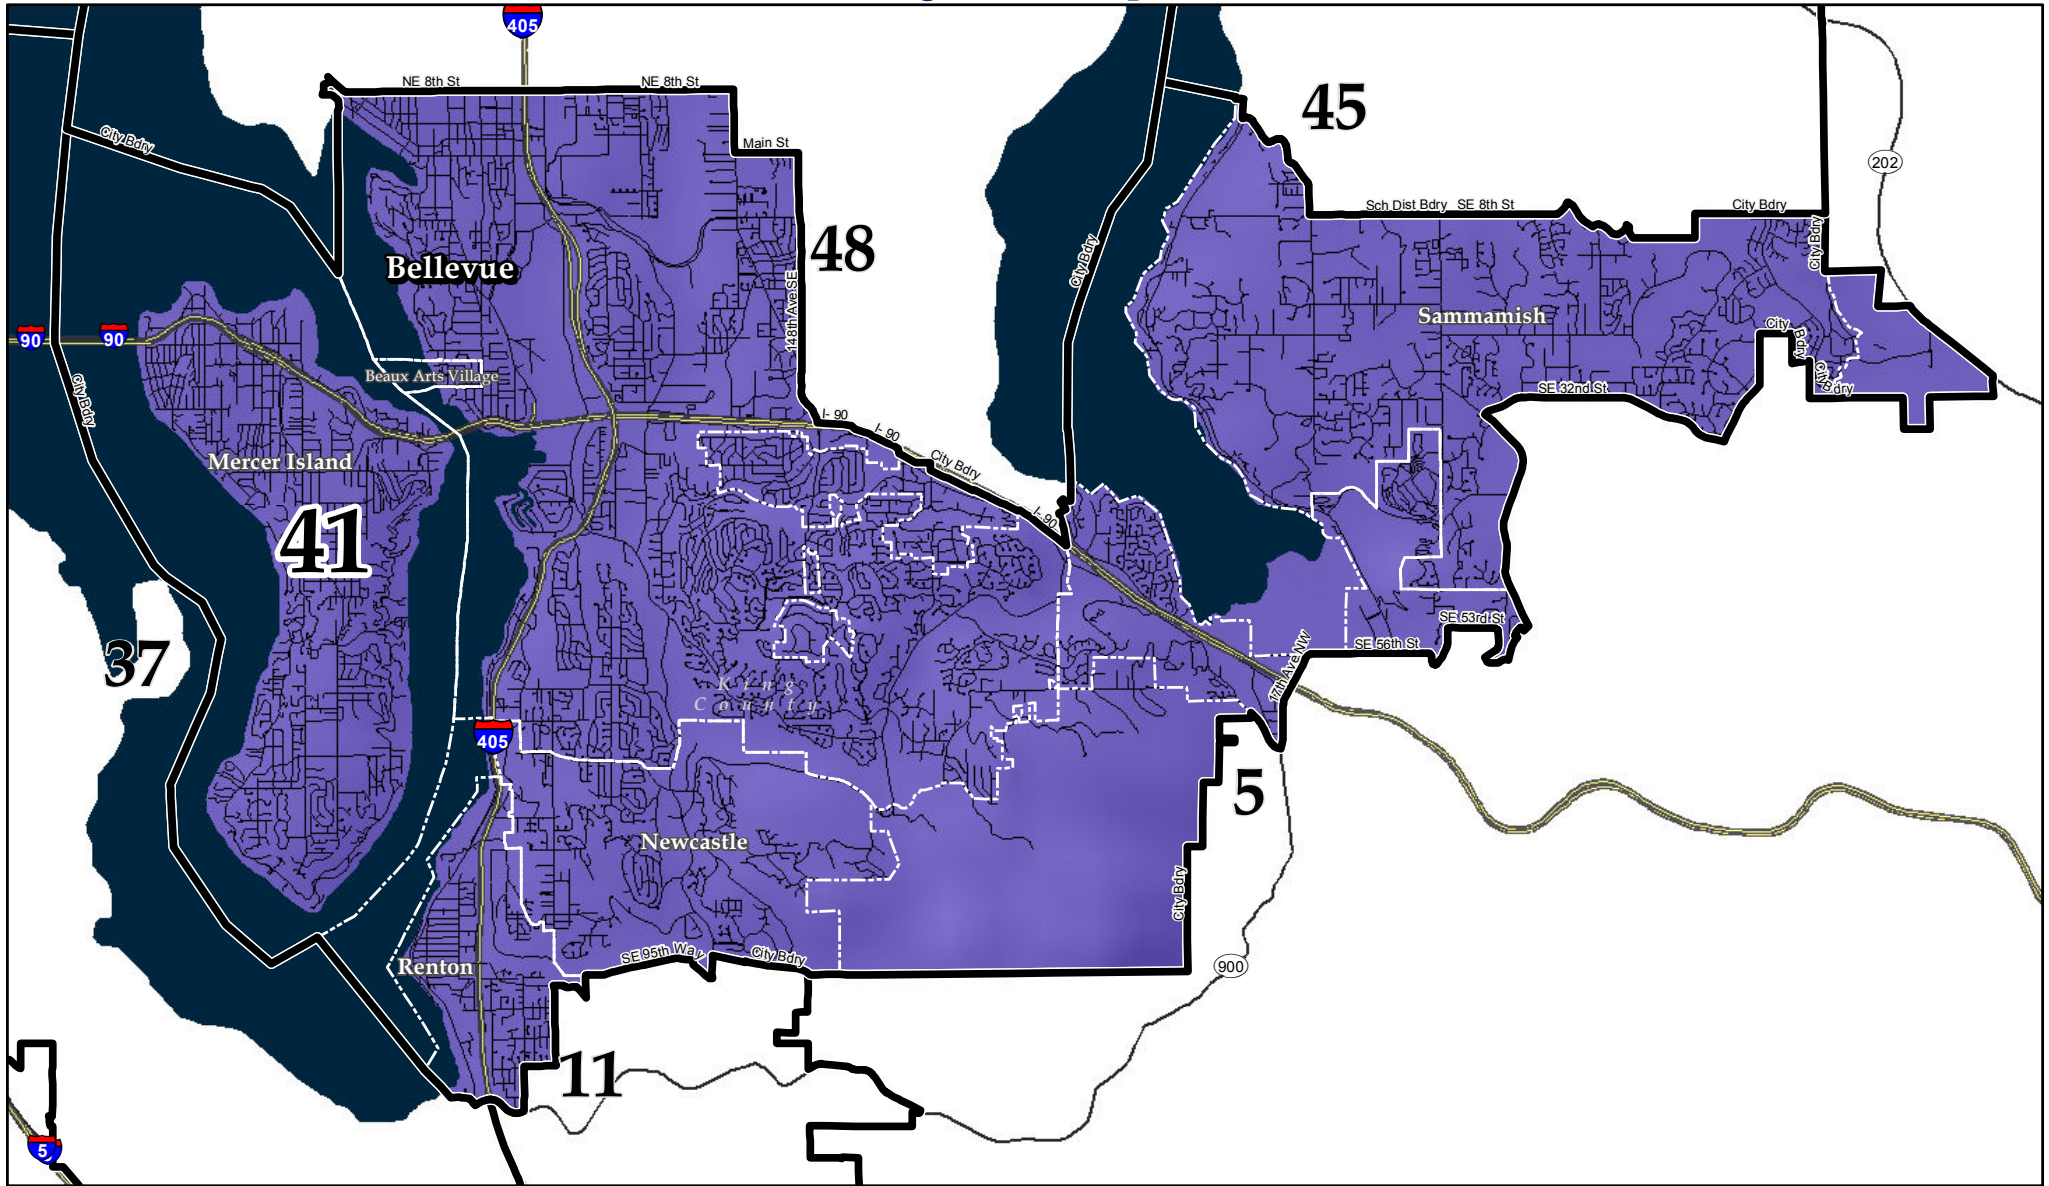 405
NE 8th St
NE 8th St
45
City Bdry
Main St
202
Sch Dist Bdry SE 8th St
City Bdry
City Bdry
48
Bellevue
City Bdry
148th Ave SE
Sammamish
90
90
City
Bdry
Beaux Arts Village
City Bdry
SE 32nd St
City Bdry
I- 90
I- 90
City Bdry
Mercer Island
I- 90
41
SE 53rd St
SE 56th St
37
17th Ave NW
King
County
405
5
Newcastle
City Bdry
SE 95th Way
City Bdry
Renton
900
11
5